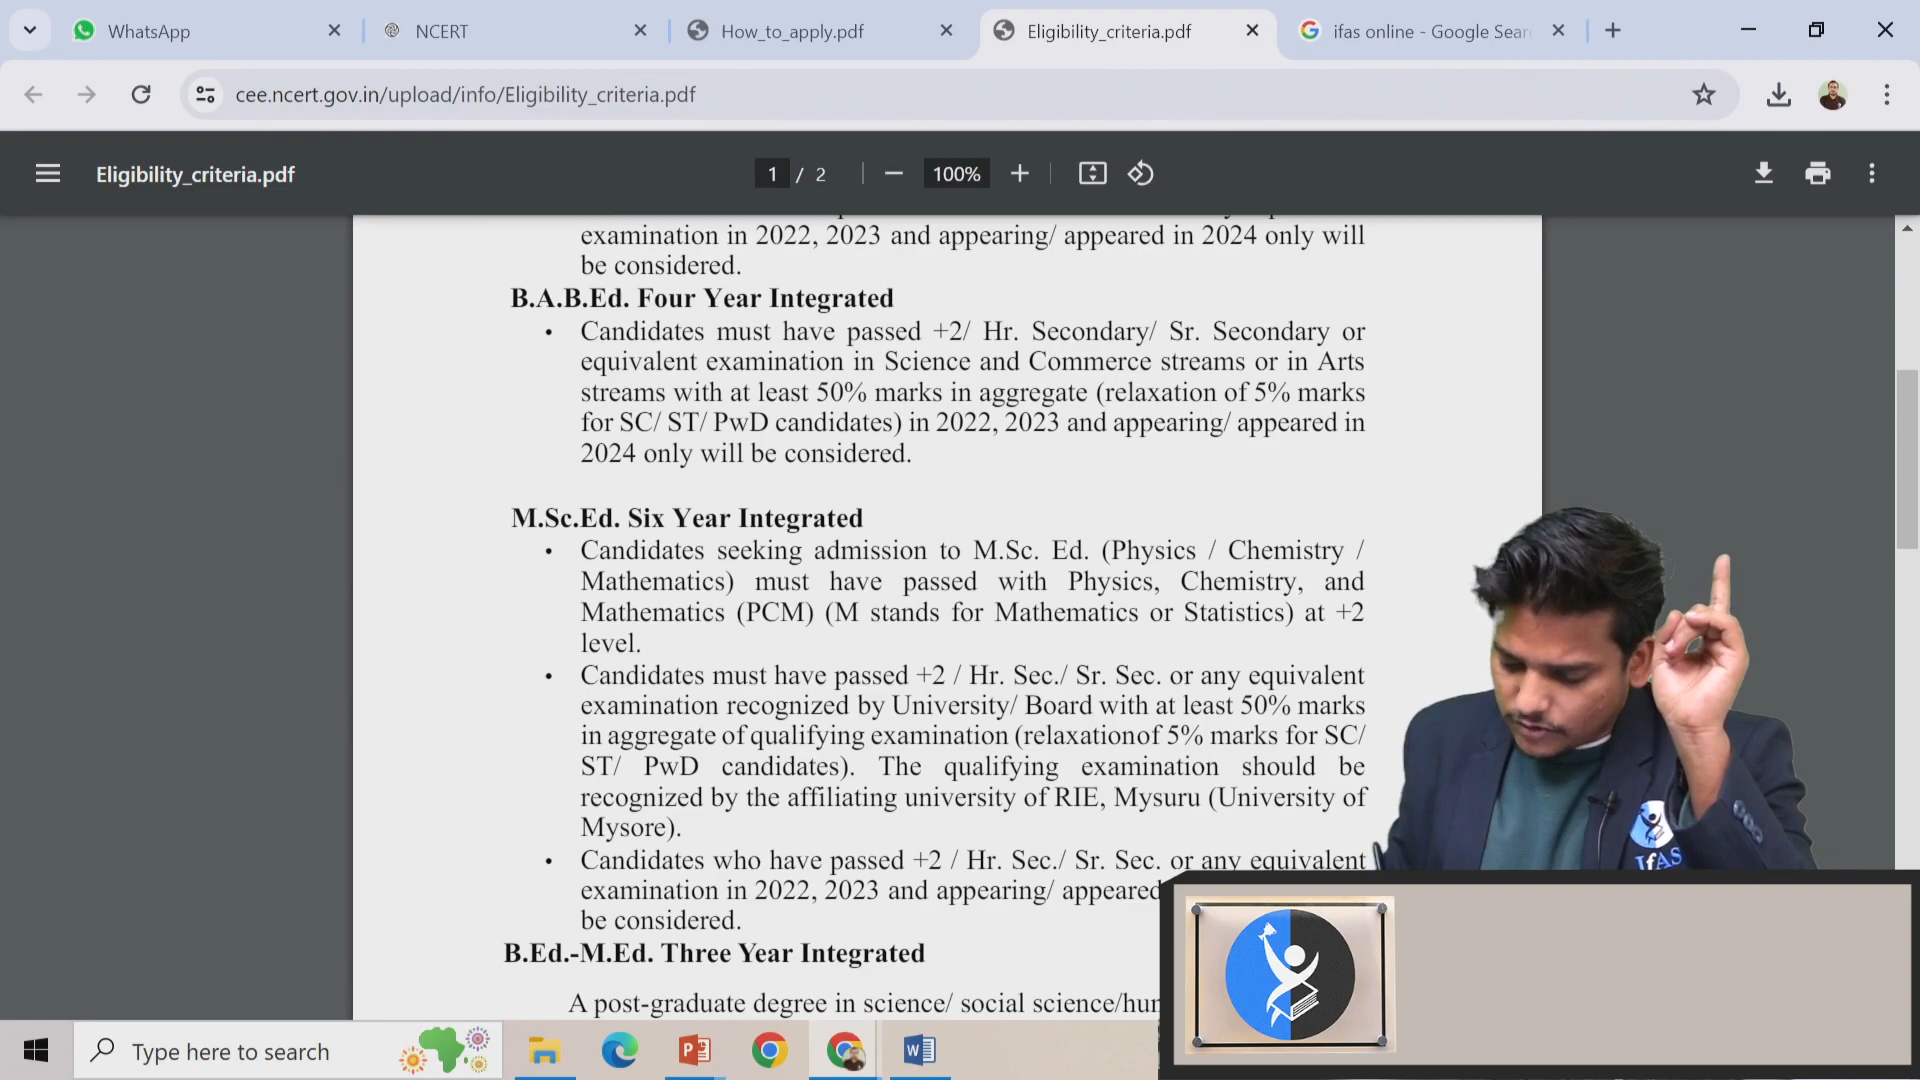 WhatsApp
NCERT
How_to_apply.pdf
Eligibility_criteria.pdf
ifas online - Google Sear
cee.ncert.gov.in/upload/info/Eligibility_criteria.pdf
Eligibility_criteria.pdf
1 / 2
100%
examination in 2022, 2023 and appearing/ appeared in 2024 only will
be considered.
B.A.B.Ed. Four Year Integrated
• Candidates must have passed +2/ Hr. Secondary/ Sr. Secondary or
equivalent examination in Science and Commerce streams or in Arts
streams with at least 50% marks in aggregate (relaxation of 5% marks
for SC/ ST/ PwD candidates) in 2022, 2023 and appearing/ appeared in
2024 only will be considered.
M.Sc.Ed. Six Year Integrated
• Candidates seeking admission to M.Sc. Ed. (Physics / Chemistry /
Mathematics) must have passed with Physics, Chemistry, and
Mathematics (PCM) (M stands for Mathematics or Statistics) at +2
level.
• Candidates must have passed +2 / Hr. Sec./ Sr. Sec. or any equivalent
examination recognized by University/ Board with at least 50% marks
in aggregate of qualifying examination (relaxationof 5% marks for SC/
ST/ PwD candidates). The qualifying examination should be
recognized by the affiliating university of RIE, Mysuru (University of
Mysore).
• Candidates who have passed +2 / Hr. Sec./ Sr. Sec. or any equivalent
examination in 2022, 2023 and appearing/ appeared
be considered.
B.Ed.-M.Ed. Three Year Integrated
A post-graduate degree in science/ social science/hum
IfAS
Type here to search